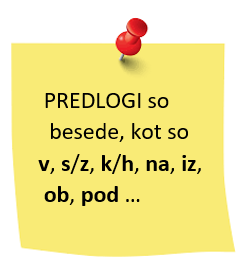 PREDLOGI so
besede, kot so
v, s/z, k/h, na, iz,
ob, pod ...